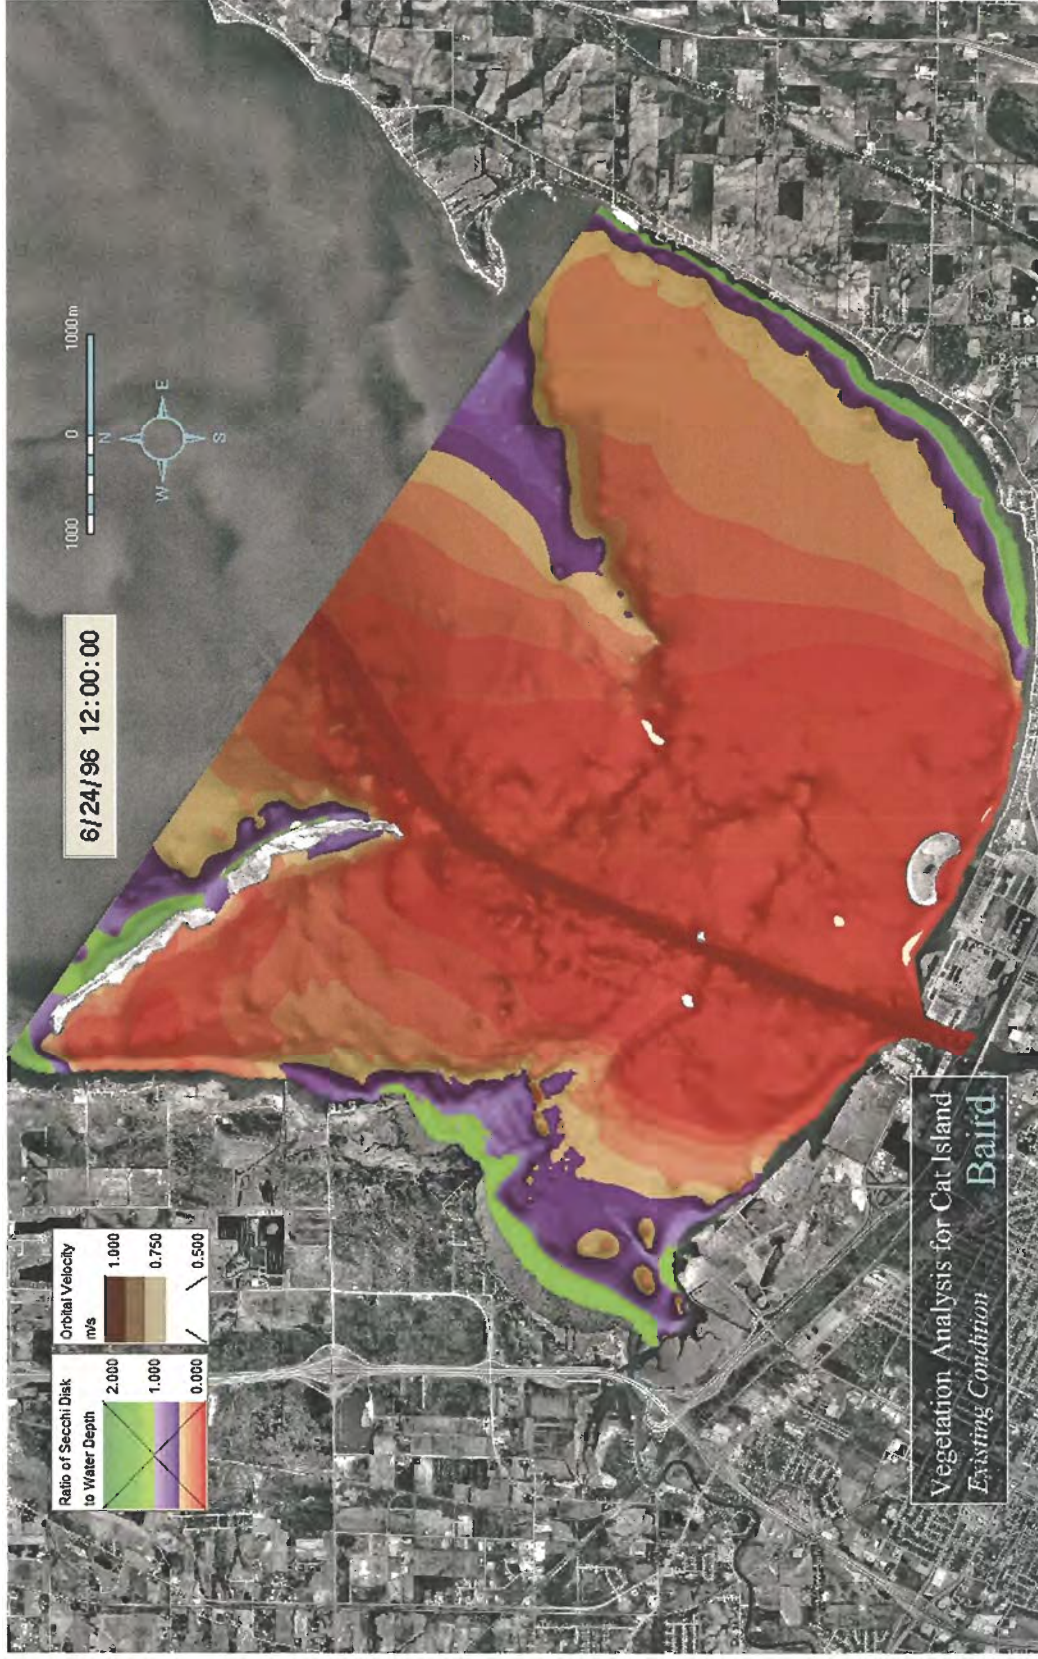 6/24/96 12:00:00
1000 0 1000m
N
W E
S
Ratio of Secchi Disk
to Water Depth
2.000
1.000
0.000
Orbital Velocity
m/s
1.000
0.750
0.500
Vegetation Analysis for Cat Island
Existing Condition
Baird